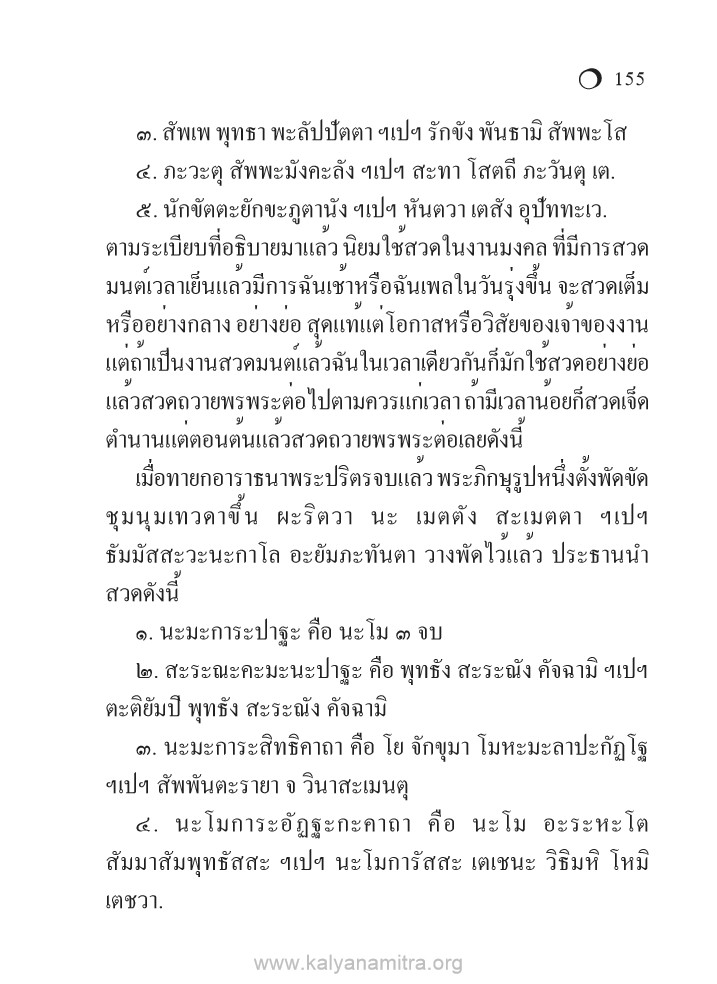 155
๓. สัพเพ พุทธา พะลัปปัตตา ฯเปฯ รักขัง พันธามิ สัพพะโส
๔. ภะวะตุ สัพพะมังคะลัง ฯเปฯ สะทา โสตถี ภะวันตุ เต.
๕. นักขัตตะยักขะภูตานัง ฯเปฯ หันตวา เตสัง อุปัททะเว.
ตามระเบียบที่อธิบายมาแล้ว นิยมใช้สวดในงานมงคล ที่มีการสวด
มนต์เวลาเย็นแล้วมีการฉันเช้าหรือฉันเพลในวันรุ่งขึ้น จะสวดเต็ม
หรืออย่างกลาง อย่างย่อ สุดแท้แต่โอกาสหรือวิสัยของเจ้าของงาน
แต่ถ้าเป็นงานสวดมนต์แล้วฉันในเวลาเดียวกันก็มักใช้สวดอย่างย่อ
แล้วสวดถวายพรพระต่อไปตามควรแก่เวลา ถ้ามีเวลาน้อยก็สวดเจ็ด
ตำนานแต่ตอนต้นแล้วสวดถวายพรพระต่อเลยดังนี้
เมื่อทายกอาราธนาพระปริตรจบแล้ว พระภิกษุรูปหนึ่งตั้งพัดขัด
ชุมนุมเทวดาขึ้น ผะริตวา นะ เมตตัง สะเมตตา ฯเปฯ
ธัมมัสสะวะนะกาโล อะยัมภะทันตา วางพัดไว้แล้ว ประธานนำ
สวดดังนี้
๑. นะมะการะปาฐะ คือ นะโม ๓ จบ
๒. สะระณะคะมะนะปาฐะ คือ พุทธัง สะระณัง คัจฉามิ ฯเปฯ
ตะติยัมปี พุทธัง สะระณัง คัจฉามิ
๓. นะมะการะสิทธิคาถา คือ โย จักขุมา โมหะมะลาปะกัฏโฐ
ฯเปฯ สัพพันตะรายา จ วินาสะเมนตุ
๔. นะโมการะอัฏฐะกะคาถา คือ นะโม อะระหะโต
สัมมาสัมพุทธัสสะ ฯเปฯ นะโมการัสสะ เตเชนะ วิธิมหิ โหมิ
เตชวา.
www.kalyanamitra.org